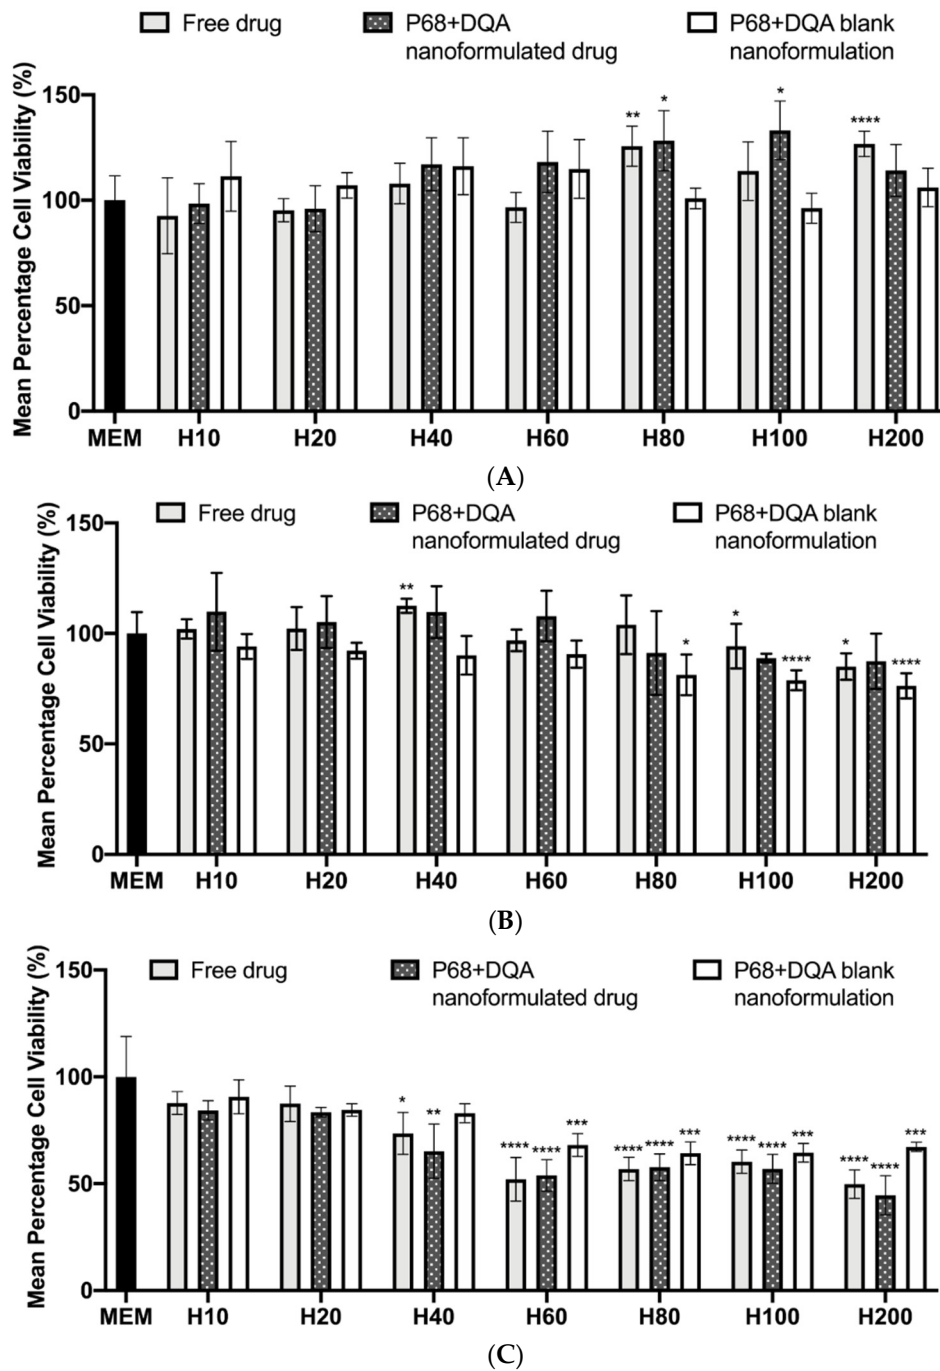 Free drug
P68+DQA
nanoformulated drug
P68+DQA blank
nanoformulation
Mean Percentage Cell Viability (%)
150
** * * ****
100
50
0
MEM H10 H20 H40 H60 H80 H100 H200
(A)
Free drug
P68+DQA
nanoformulated drug
P68+DQA blank
nanoformulation
Mean Percentage Cell Viability (%)
150
** * * **** * ****
100
50
0
MEM H10 H20 H40 H60 H80 H100 H200
(B)
Free drug
P68+DQA
nanoformulated drug
P68+DQA blank
nanoformulation
Mean Percentage Cell Viability (%)
150
100
* ** **** **** *** **** **** *** **** **** *** **** **** ***
50
0
MEM H10 H20 H40 H60 H80 H100 H200
(C)